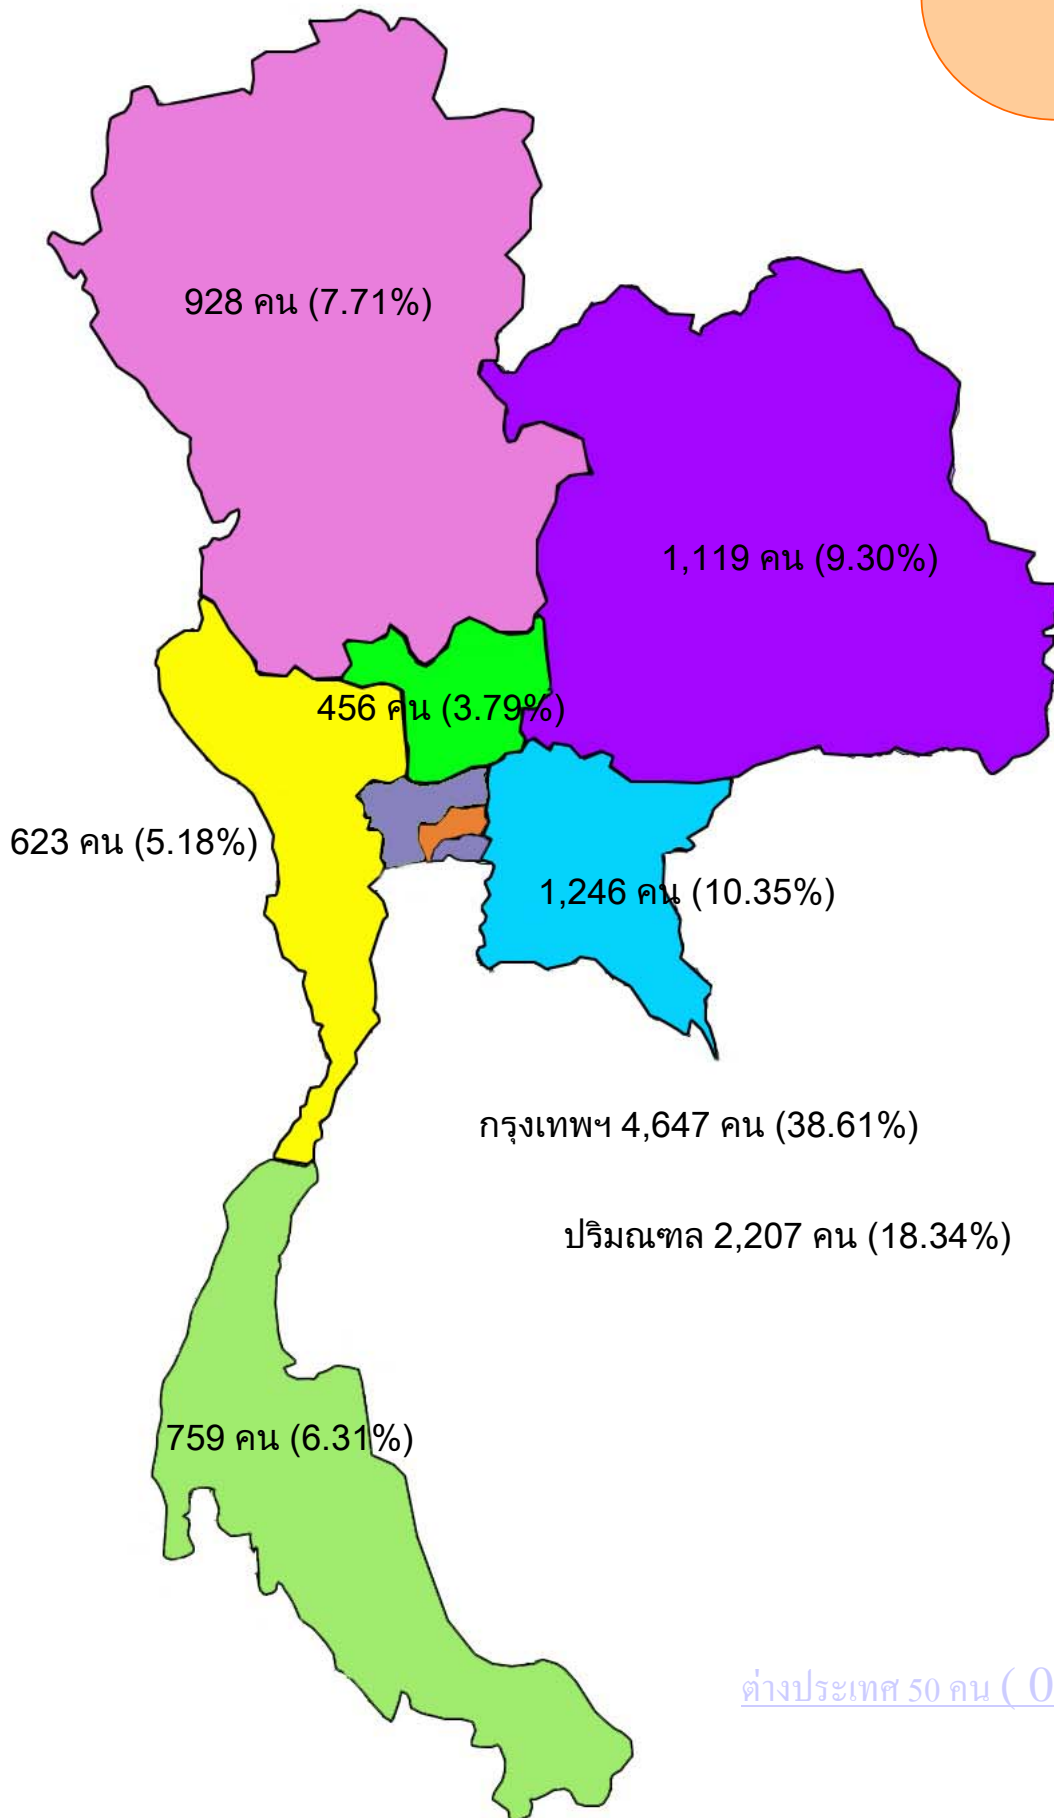 928 คน (7.71%)
1,119 คน (9.30%)
456 คน (3.79%)
623 คน (5.18%)
1,246 คน (10.35%)
กรุงเทพฯ 4,647 คน (38.61%)
ปริมณฑล 2,207 คน (18.34%)
759 คน (6.31%)
ต่างประเทศ 50 คน ( 0